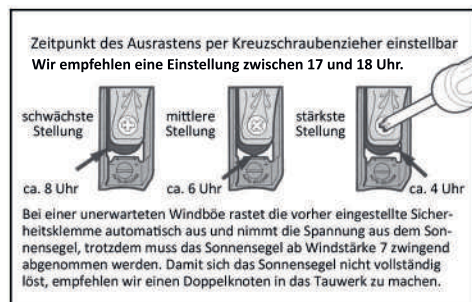 Zeitpunkt des Ausrastens per Kreuzschraubenzieher einstellbar
Wir empfehlen eine Einstellung zwischen 17 und 18 Uhr.
schwächste
Stellung
ca. 8 Uhr
mittlere
Stellung
ca. 6 Uhr
stärkste
Stellung
ca. 4 Uhr
Bei einer unerwarteten Windböe rastet die vorher eingestellte Sicher-
heitsklemme automatisch aus und nimmt die Spannung aus dem Son-
nensegel, trotzdem muss das Sonnensegel ab Windstärke 7 zwingend
abgenommen werden. Damit sich das Sonnensegel nicht vollständig
löst, empfehlen wir einen Doppelknoten in das Tauwerk zu machen.